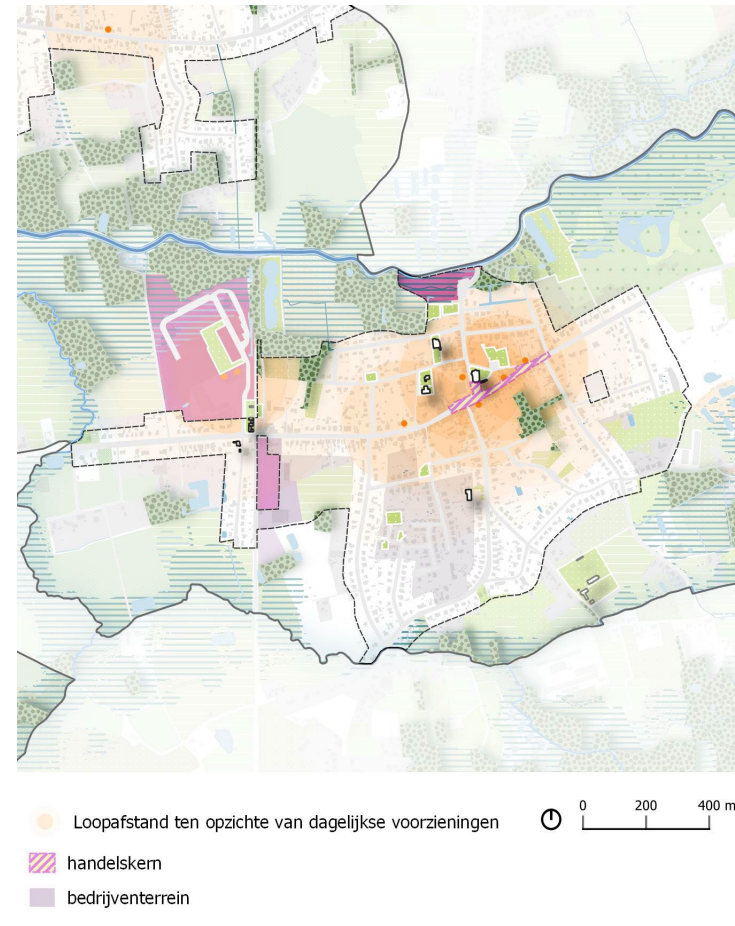 Loopafstand ten opzichte van dagelijkse voorzieningen
0 200 400 m
handelskern
bedrijventerrein